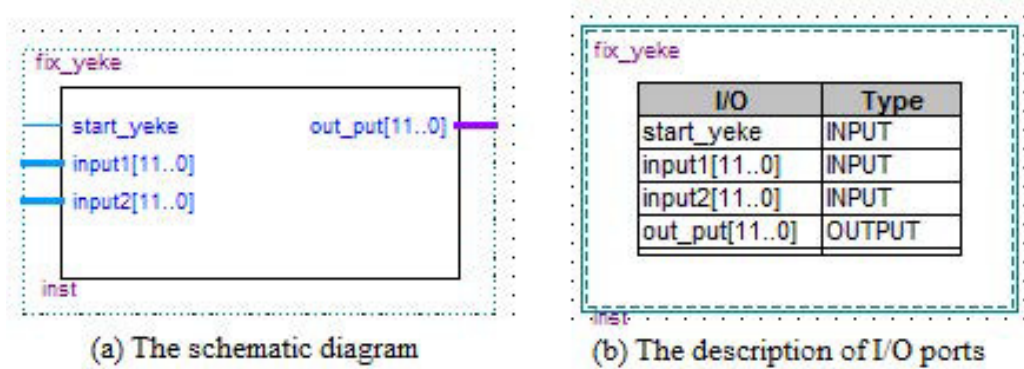 fix_yeke
start_yeke out_put[11..0]
input1[11..0]
input2[11..0]
inst
(a) The schematic diagram
fix_yeke
I/O Type
start_yeke INPUT
input1[11..0] INPUT
input2[11..0] INPUT
out_put[11..0] OUTPUT
inst
(b) The description of I/O ports